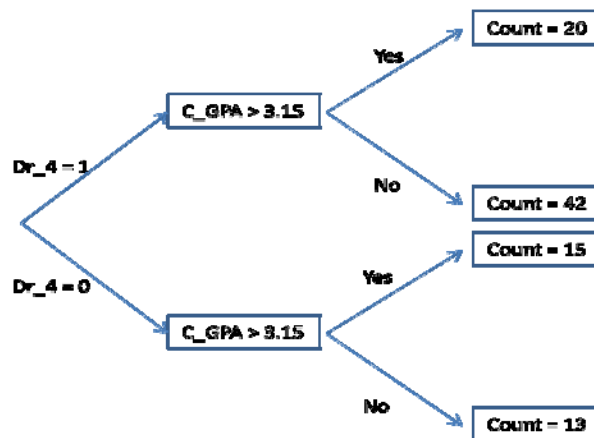 Count = 20
Yes
C_GPA > 3.15
Dr_4 = 1
No
Count = 42
Count = 15
Yes
Dr_4 = 0
C_GPA > 3.15
No
Count = 13